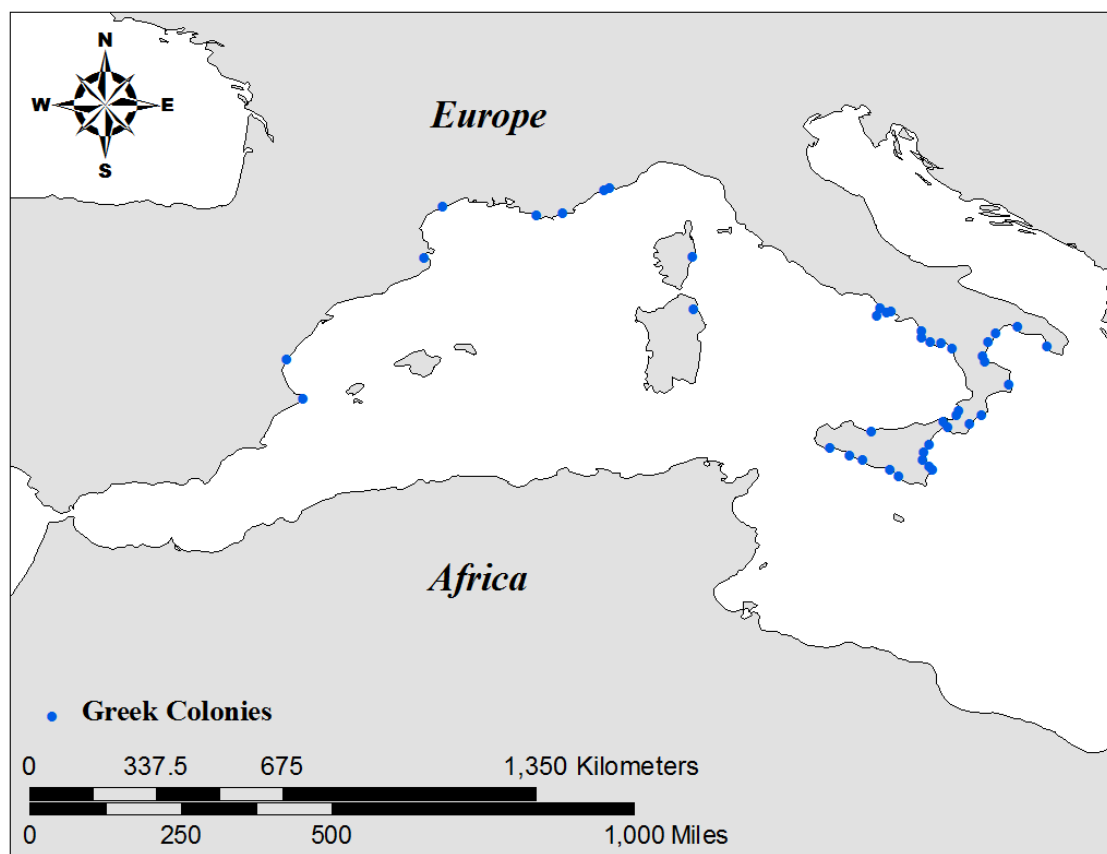 N
W E
S
Europe
Africa
Greek Colonies
0 337.5 675 1,350 Kilometers
0 250 500 1,000 Miles